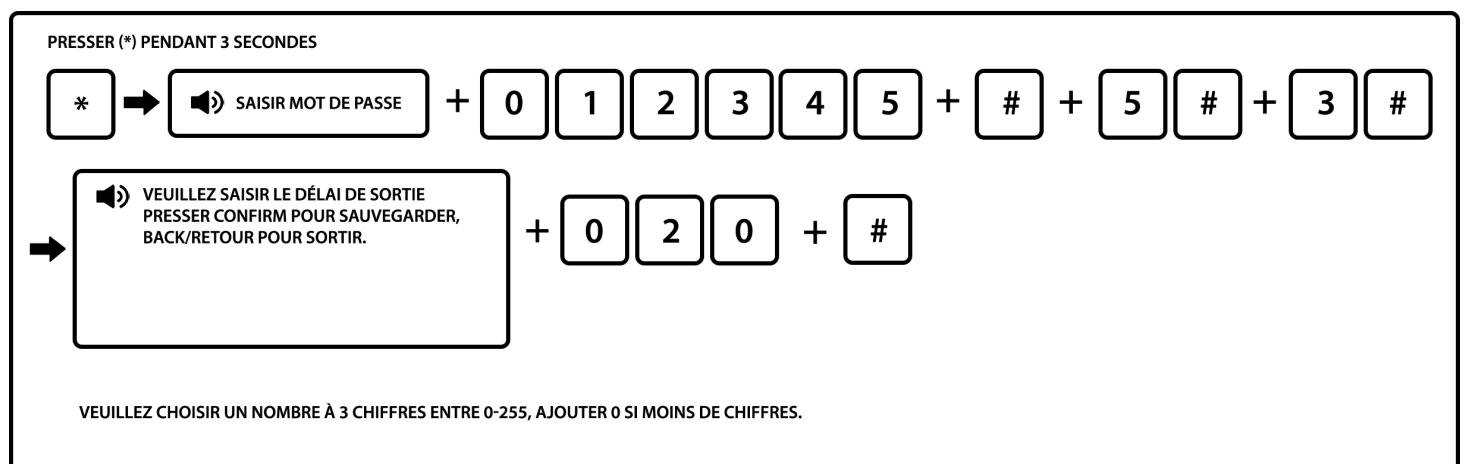 PRESSER (*) PENDANT 3 SECONDES
* SAISIR MOT DE PASSE + 0 1 2 3 4 5 + # + 5 # + 3 #
VEUILLEZ SAISIR LE DÉLAI DE SORTIE
PRESSER CONFIRM POUR SAUVEGARDER,
BACK/RETOUR POUR SORTIR.
+ 0 2 0 + #
VEUILLEZ CHOISIR UN NOMBRE À 3 CHIFFRES ENTRE 0-255, AJOUTER 0 SI MOINS DE CHIFFRES.